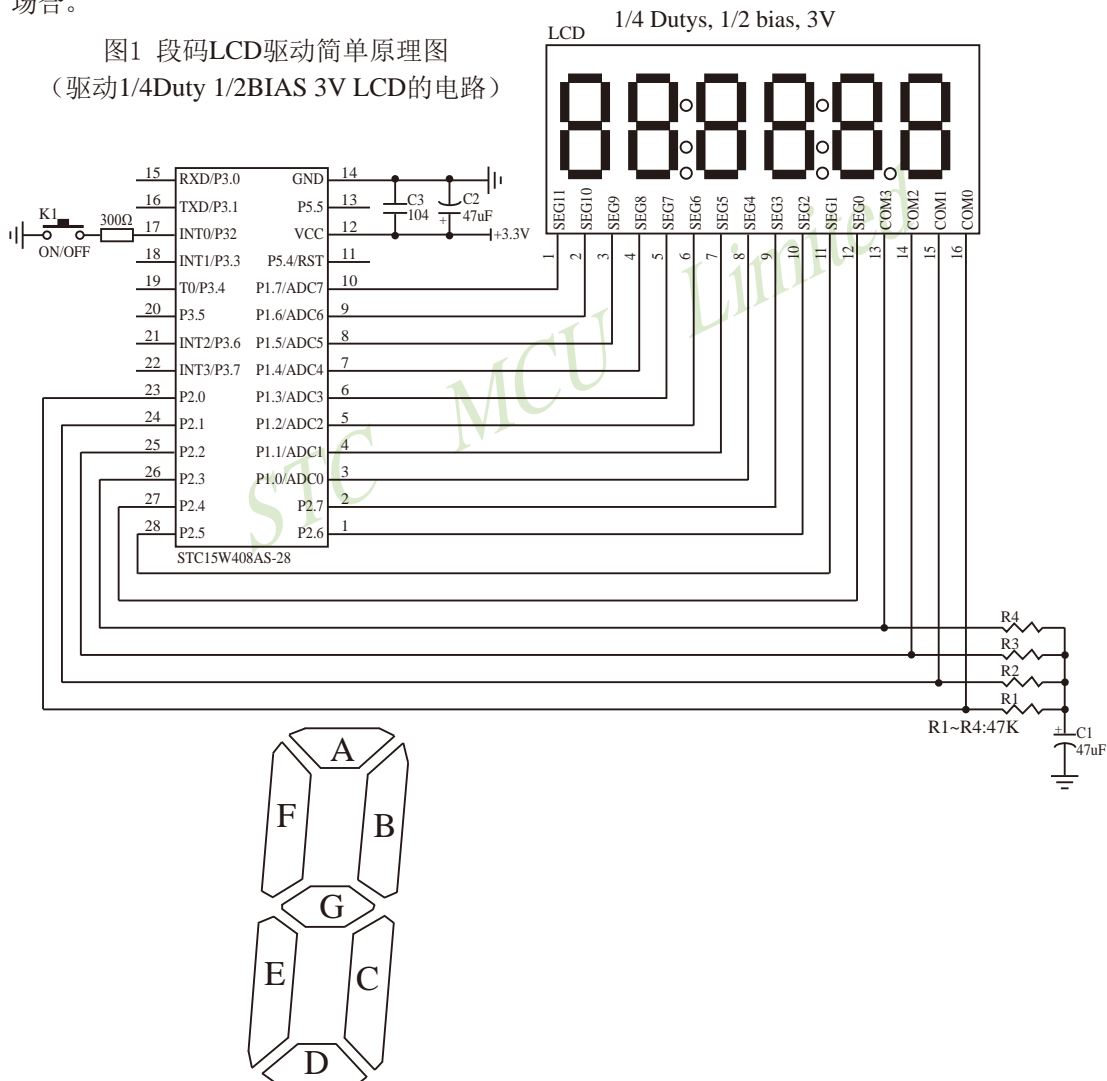 场合。
1/4 Dutys, 1/2 bias, 3V
图1 段码LCD驱动简单原理图
（驱动1/4Duty 1/2BIAS 3V LCD的电路）
LCD
SEG11 SEG10 SEG9 SEG8 SEG7 SEG6 SEG5 SEG4 SEG3 SEG2 SEG1 SEG0 COM3 COM2 COM1 COM0
1 2 3 4 5 6 7 8 9 10 11 12 13 14 15 16
15 RXD/P3.0 GND 14
16 TXD/P3.1 P5.5 13
17 INT0/P32 VCC 12
18 INT1/P3.3 P5.4/RST 11
19 T0/P3.4 P1.7/ADC7 10
20 P3.5 P1.6/ADC6 9
21 INT2/P3.6 P1.5/ADC5 8
22 INT3/P3.7 P1.4/ADC4 7
23 P2.0 P1.3/ADC3 6
24 P2.1 P1.2/ADC2 5
25 P2.2 P1.1/ADC1 4
26 P2.3 P1.0/ADC0 3
27 P2.4 P2.7 2
28 P2.5 P2.6 1
STC15W408AS-28
K1
300Ω
ON/OFF
C3
104
C2
+
47uF
+3.3V
STC MCU Limited
R4
R3
R2
R1
R1~R4:47K
+
C1
47uF
A
F
B
G
E
C
D